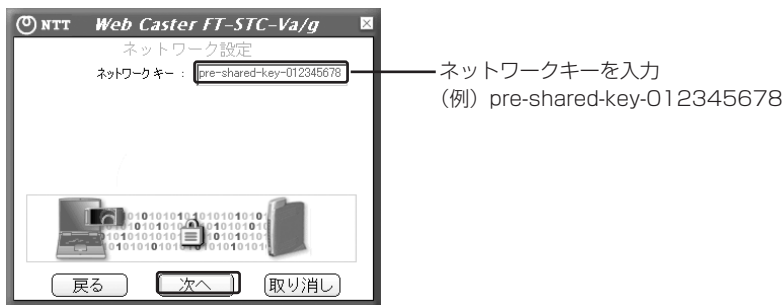 NTT Web Caster FT-STC-Va/g
ネットワーク設定
ネットワークキー : pre-shared-key-012345678
ネットワークキーを入力
（例）pre-shared-key-012345678
戻る 次へ 取り消し